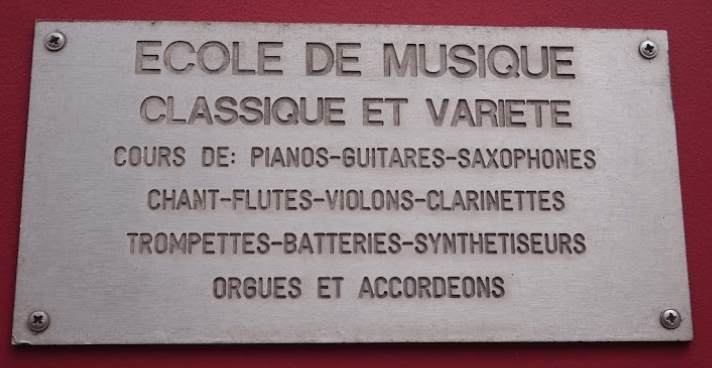 ECOLE DE MUSIQUE
CLASSIQUE ET VARIETE
COURS DE: PIANOS-GUITARES-SAXOPHONES
CHANT-FLUTES-VIOLONS-CLARINETTES
TROMPETTES-BATTERIES-SYNTHETISEURS
ORGUES ET ACCORDEONS